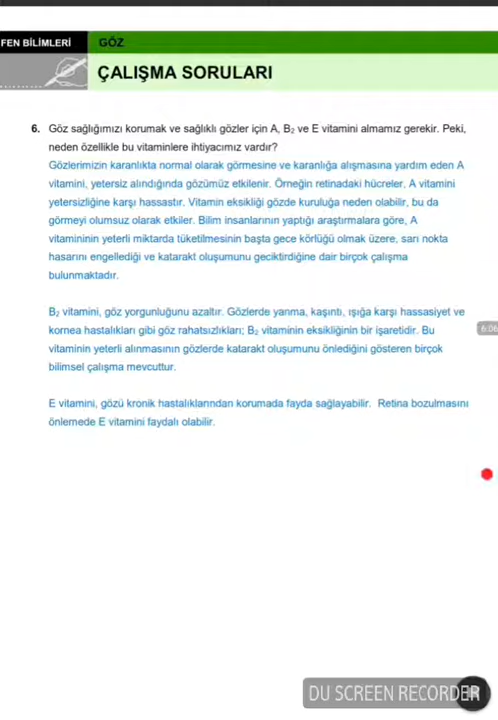 FEN BİLİMLERİ
GÖZ
ÇALIŞMA SORULARI
6. Göz sağlığımızı korumak ve sağlıklı gözler için A, B₂ ve E vitamini almamız gerekir. Peki,
neden özellikle bu vitaminlere ihtiyacımız vardır?
Gözlerimizin karanlıkta normal olarak görmesine ve karanlığa alışmasına yardım eden A
vitamini, yetersiz alındığında gözümüz etkilenir. Örneğin retinadaki hücreler, A vitamini
yetersizliğine karşı hassastır. Vitamin eksikliği gözde kuruluğa neden olabilir, bu da
görmeyi olumsuz olarak etkiler. Bilim insanlarının yaptığı araştırmalara göre, A
vitamininin yeterli miktarda tüketilmesinin başta gece körlüğü olmak üzere, sarı nokta
hasarını engellediği ve katarakt oluşumunu geciktirdiğine dair birçok çalışma
bulunmaktadır.
B₂ vitamini, göz yorgunluğunu azaltır. Gözlerde yanma, kaşıntı, ışığa karşı hassasiyet ve
kornea hastalıkları gibi göz rahatsızlıkları; B₂ vitaminin eksikliğinin bir işaretidir. Bu
vitaminin yeterli alınmasının gözlerde katarakt oluşumunu önlediğini gösteren birçok
bilimsel çalışma mevcuttur.
E vitamini, gözü kronik hastalıklarından korumada fayda sağlayabilir. Retina bozulmasını
önlemede E vitamini faydalı olabilir.
6:06
DU SCREEN RECORDER